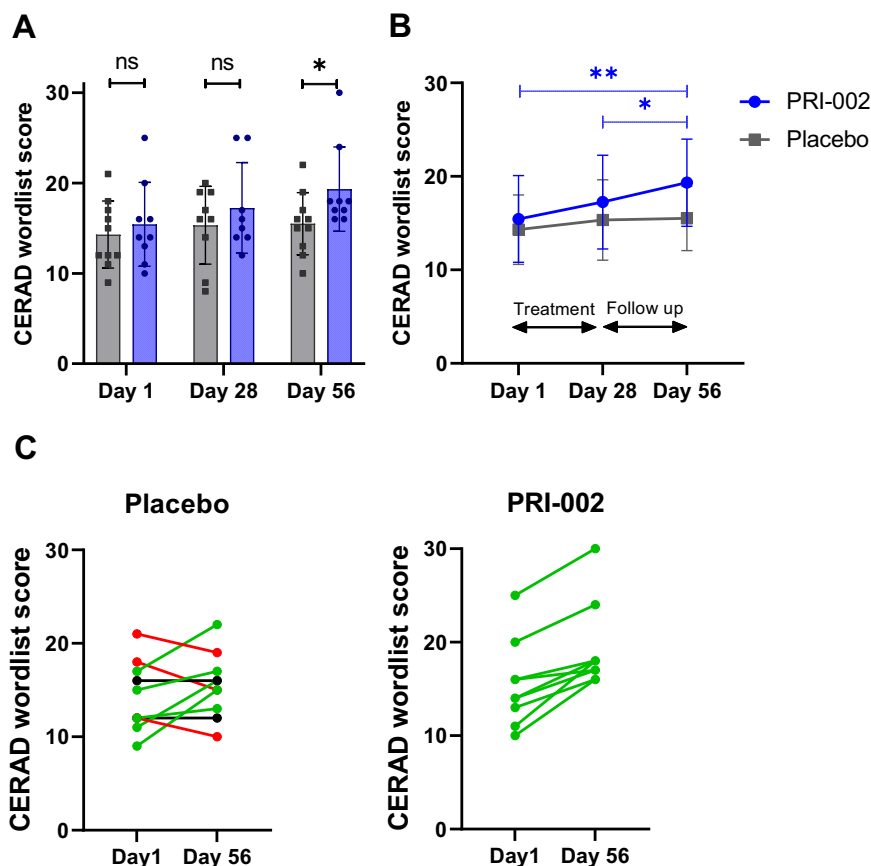 A
ns
ns
*
CERAD wordlist score
30
20
10
0
Day 1
Day 28
Day 56
B
**
*
PRI-002
Placebo
CERAD wordlist score
30
20
10
0
Treatment
Follow up
Day 1
Day 28
Day 56
C
Placebo
CERAD wordlist score
30
20
10
0
Day1
Day 56
PRI-002
CERAD wordlist score
30
20
10
0
Day1
Day 56